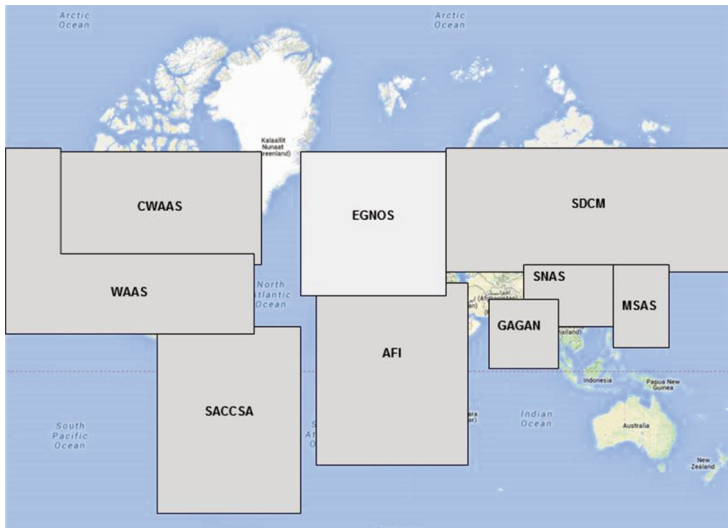 Arctic
Ocean
Arctic
Ocean
Kalaallit
Nunaat
(Greenland)
CWAAS
EGNOS
SDCM
WAAS
North
Atlantic
Ocean
SNAS
MSAS
GAGAN
AFI
Indonesia
Papua New
Guinea
SACCSA
South
Pacific
Ocean
Indian
Ocean
Australia
New
Zealand